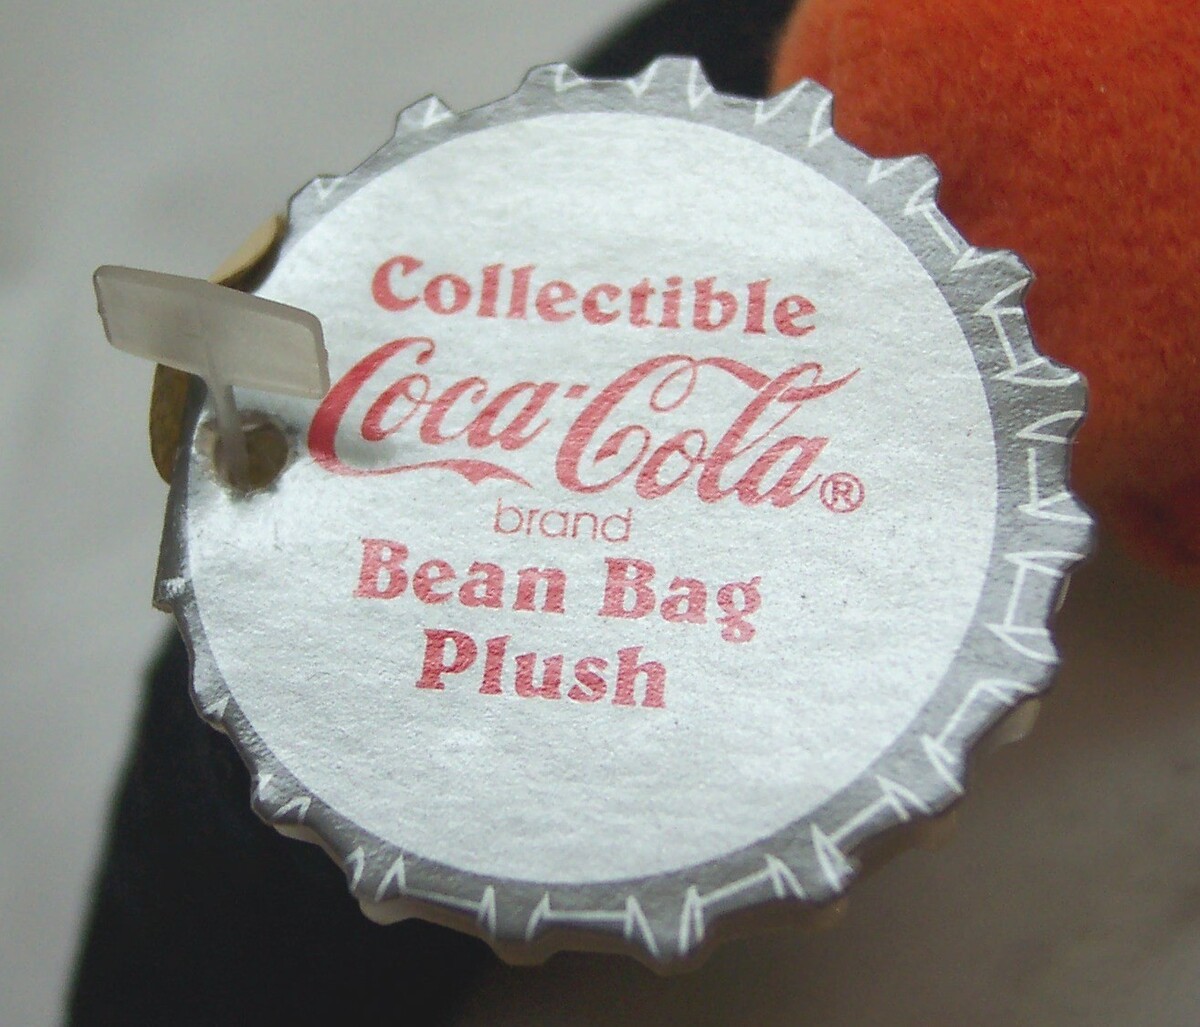 Collectible
Coca-Cola®
brand
Bean Bag
Plush